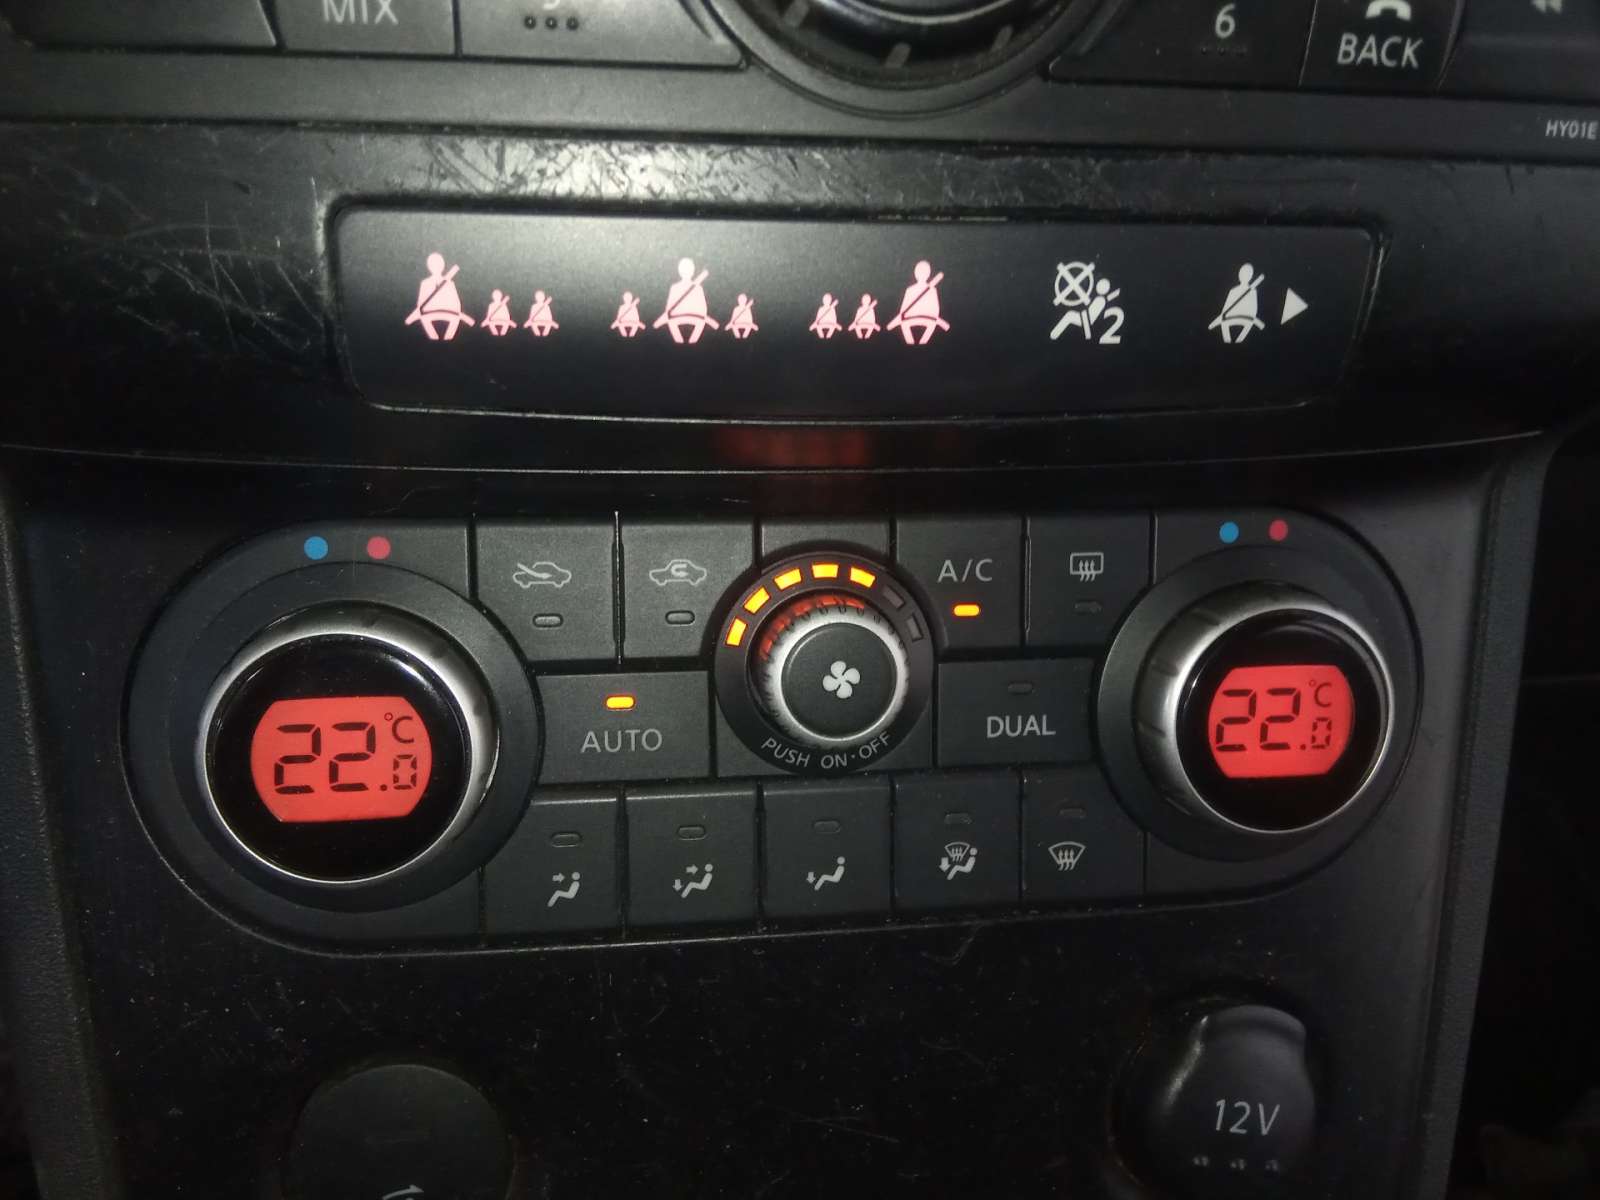 MIX
6
BACK
HY01E
2
A/C
22.0 °C
22.0 °C
AUTO
DUAL
PUSH ON·OFF
12V